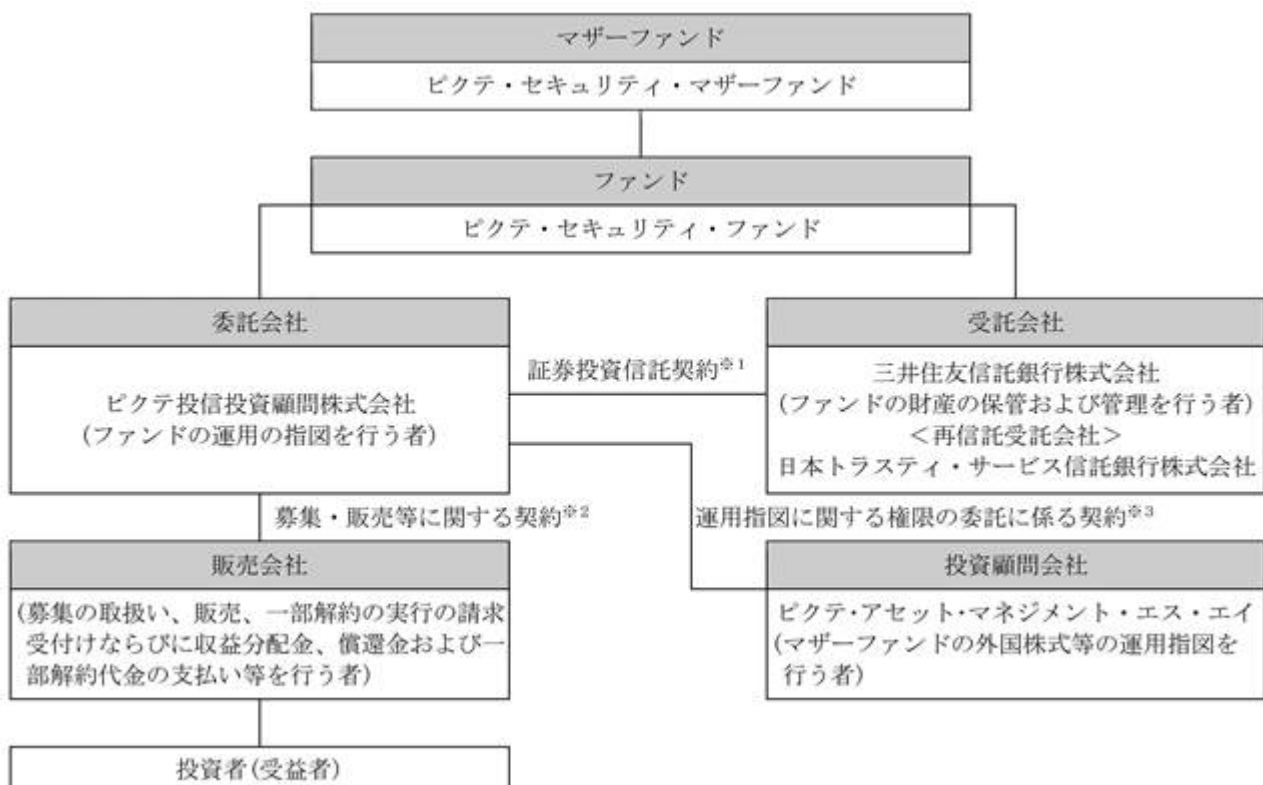 マザーファンド
ピクテ・セキュリティ・マザーファンド
ファンド
ピクテ・セキュリティ・ファンド
委託会社
ピクテ投信投資顧問株式会社
(ファンドの運用の指図を行う者)
証券投資信託契約※1
受託会社
三井住友信託銀行株式会社
(ファンドの財産の保管および管理を行う者)
<再信託受託会社>
日本トラスティ・サービス信託銀行株式会社
募集・販売等に関する契約※2
運用指図に関する権限の委託に係る契約※3
販売会社
(募集の取扱い、販売、一部解約の実行の請求
受付けならびに収益分配金、償還金および一
部解約代金の支払い等を行う者)
投資顧問会社
ピクテ・アセット・マネジメント・エス・エイ
(マザーファンドの外国株式等の運用指図を
行う者)
投資者(受益者)